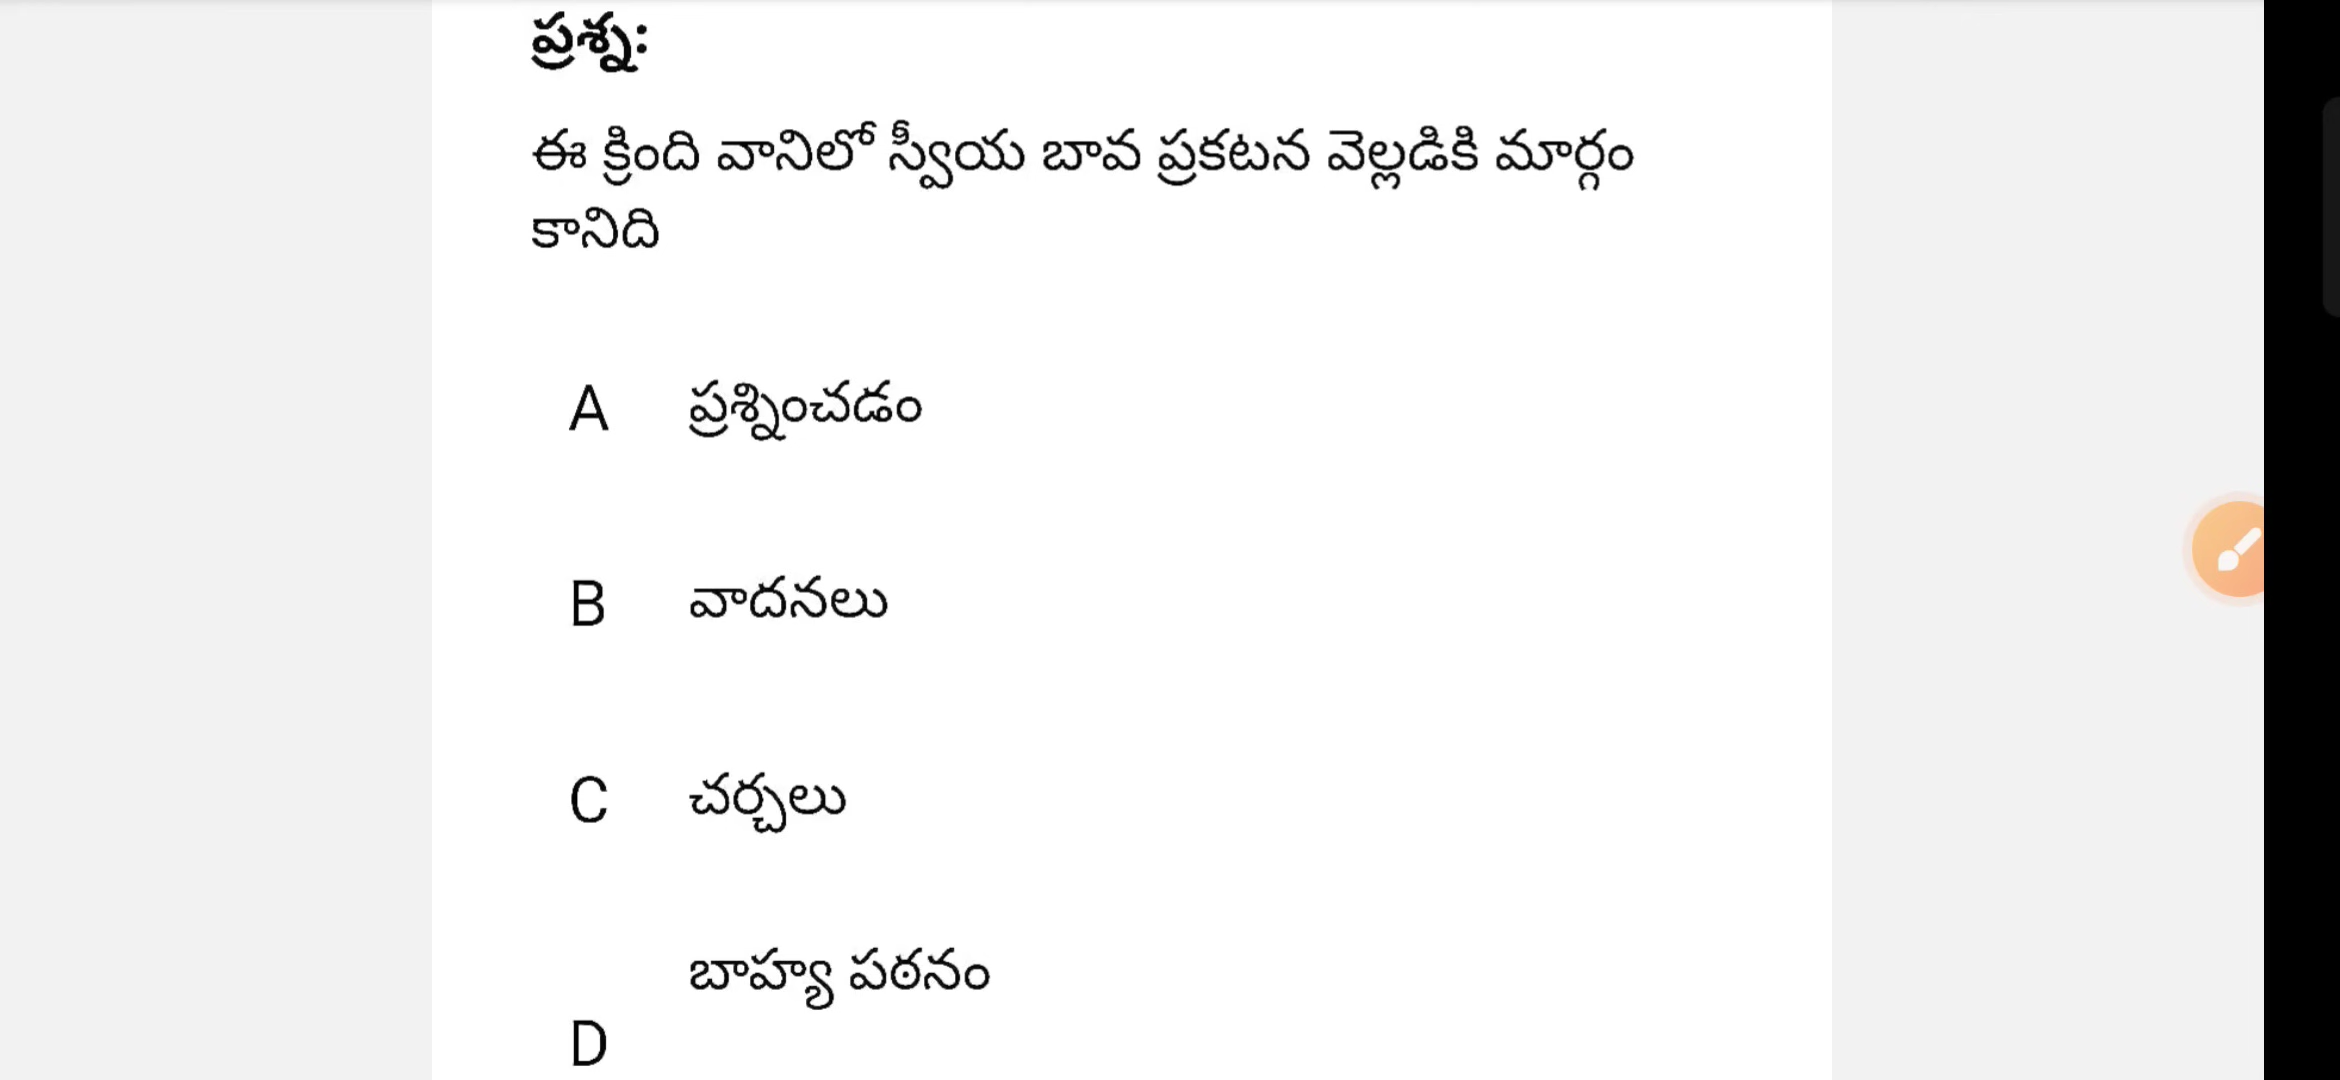 ప్రశ్న:
ఈ క్రింది వానిలో స్వీయ బావ ప్రకటన వెల్లడికి మార్గం
కానిది
A ప్రశ్నించడం
B వాదనలు
C చర్చలు
బాహ్య పఠనం
D